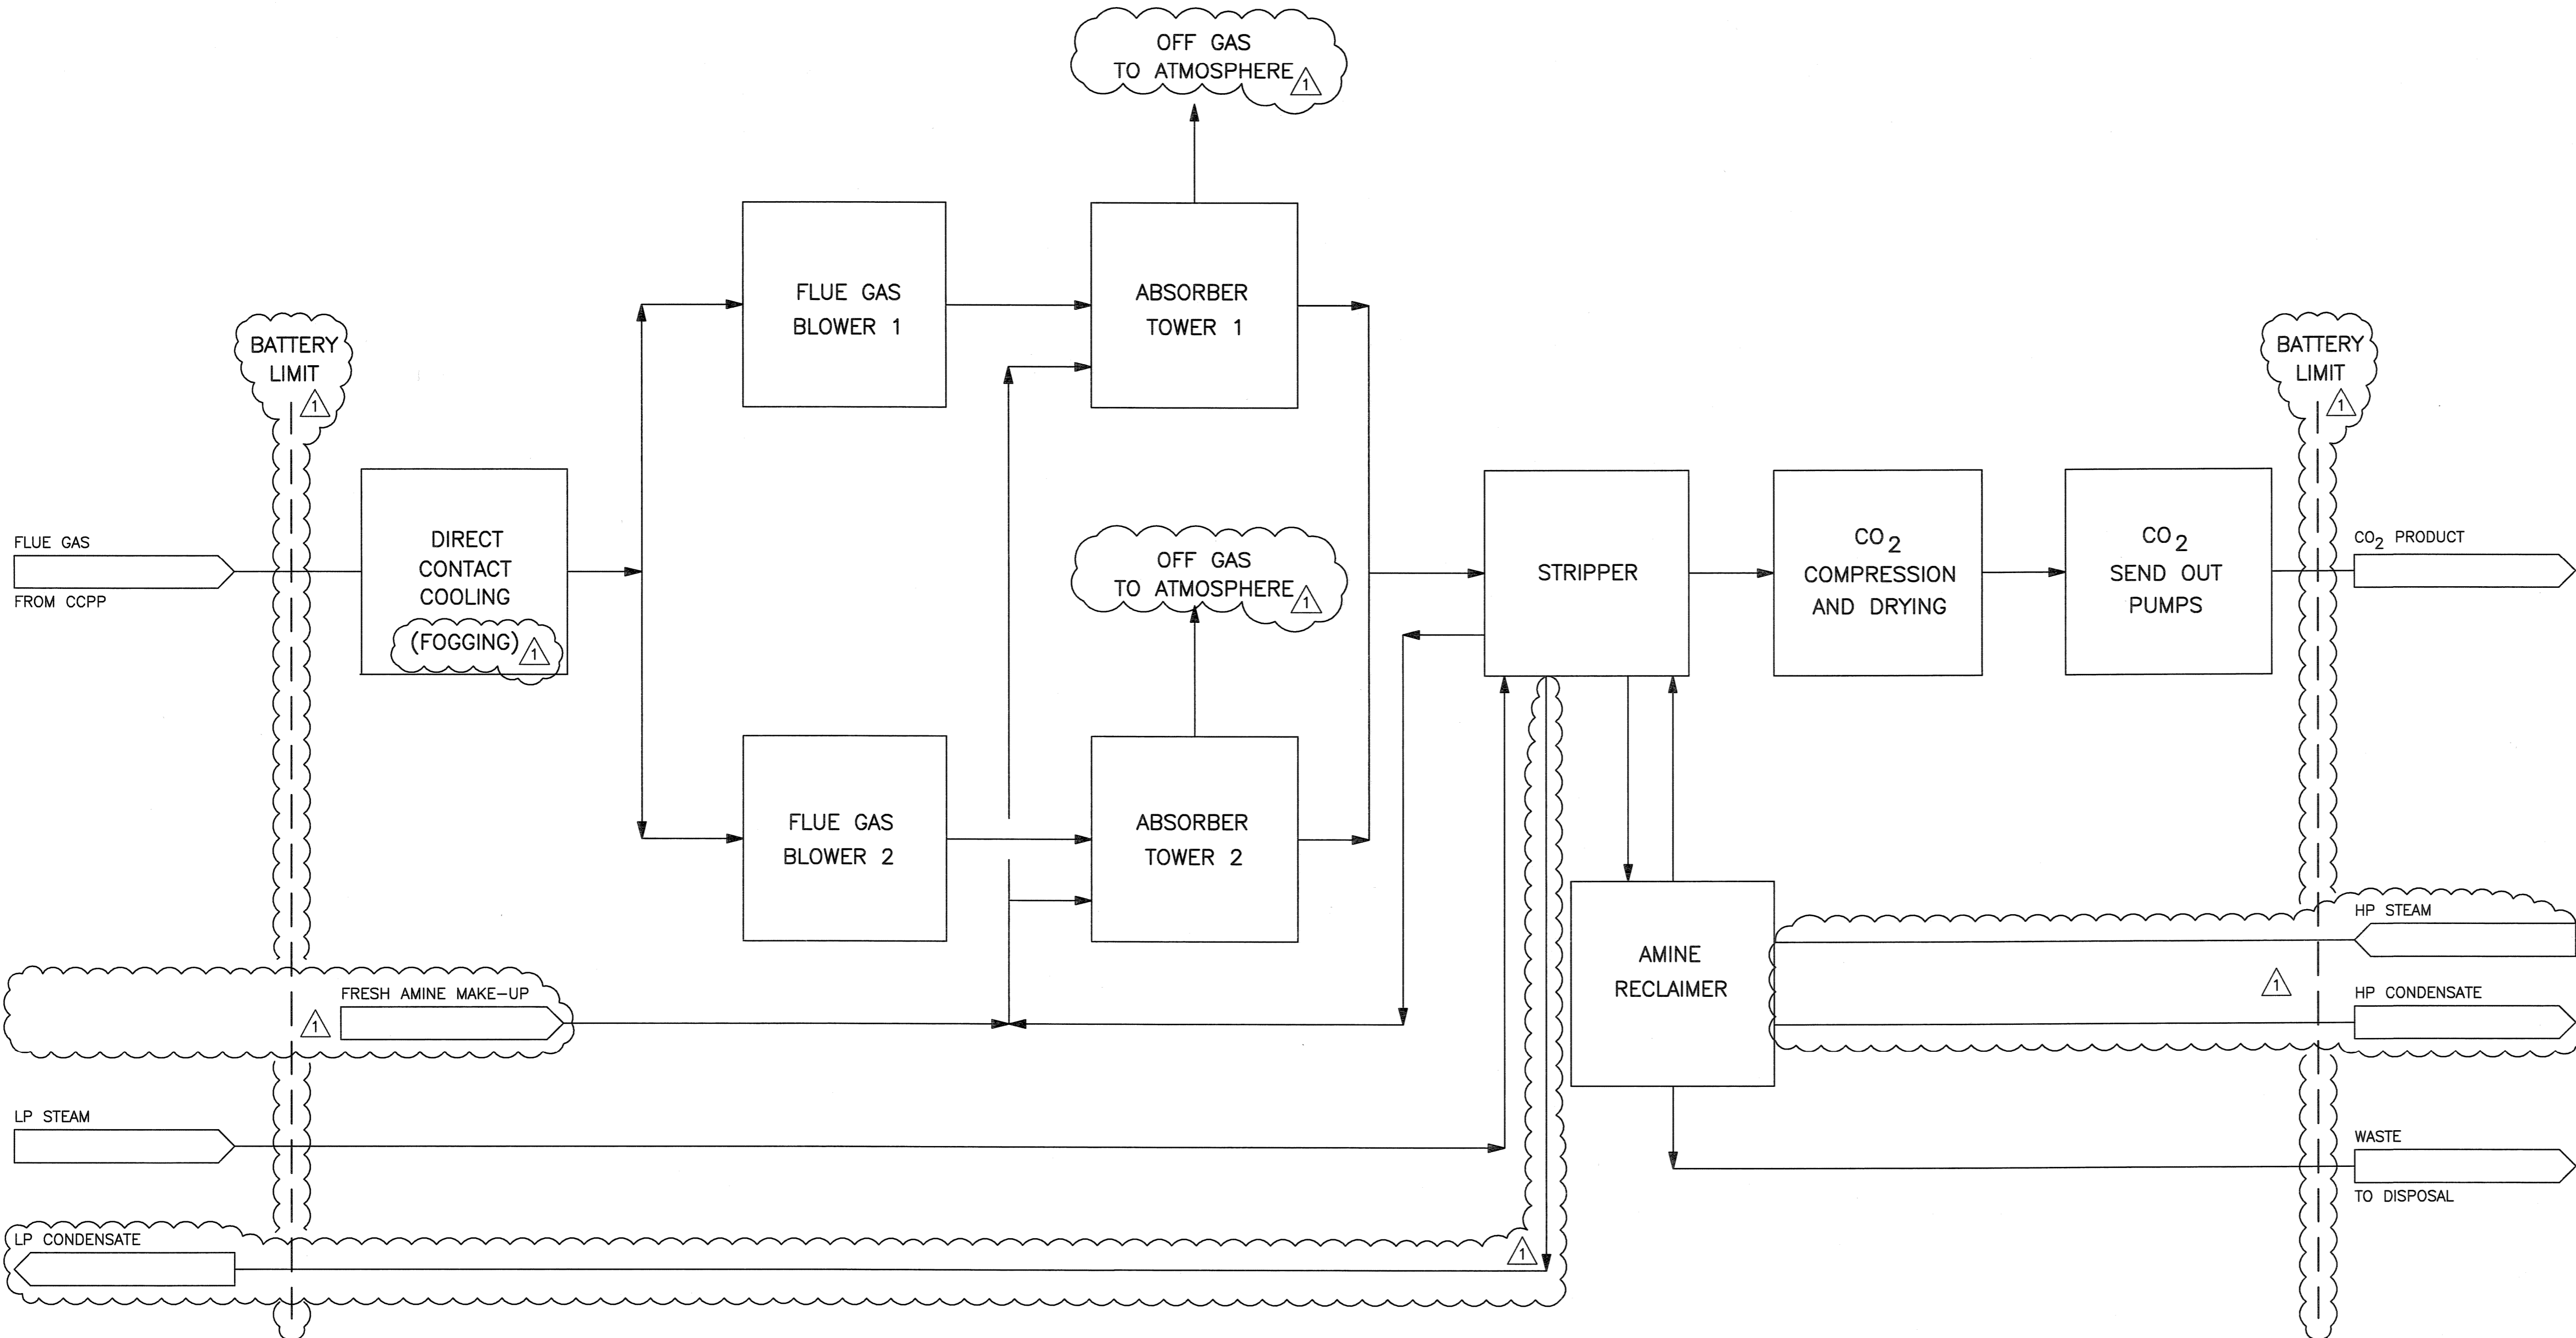 OFF GAS
TO ATMOSPHERE
1
FLUE GAS
BLOWER 1
ABSORBER
TOWER 1
BATTERY
LIMIT
1
BATTERY
LIMIT
1
FLUE GAS
FROM CCPP
DIRECT
CONTACT
COOLING
(FOGGING)
1
OFF GAS
TO ATMOSPHERE
1
STRIPPER
CO2
COMPRESSION
AND DRYING
CO2
SEND OUT
PUMPS
CO2 PRODUCT
FLUE GAS
BLOWER 2
ABSORBER
TOWER 2
AMINE
RECLAIMER
HP STEAM
1
HP CONDENSATE
FRESH AMINE MAKE-UP
1
LP STEAM
WASTE
TO DISPOSAL
LP CONDENSATE
1